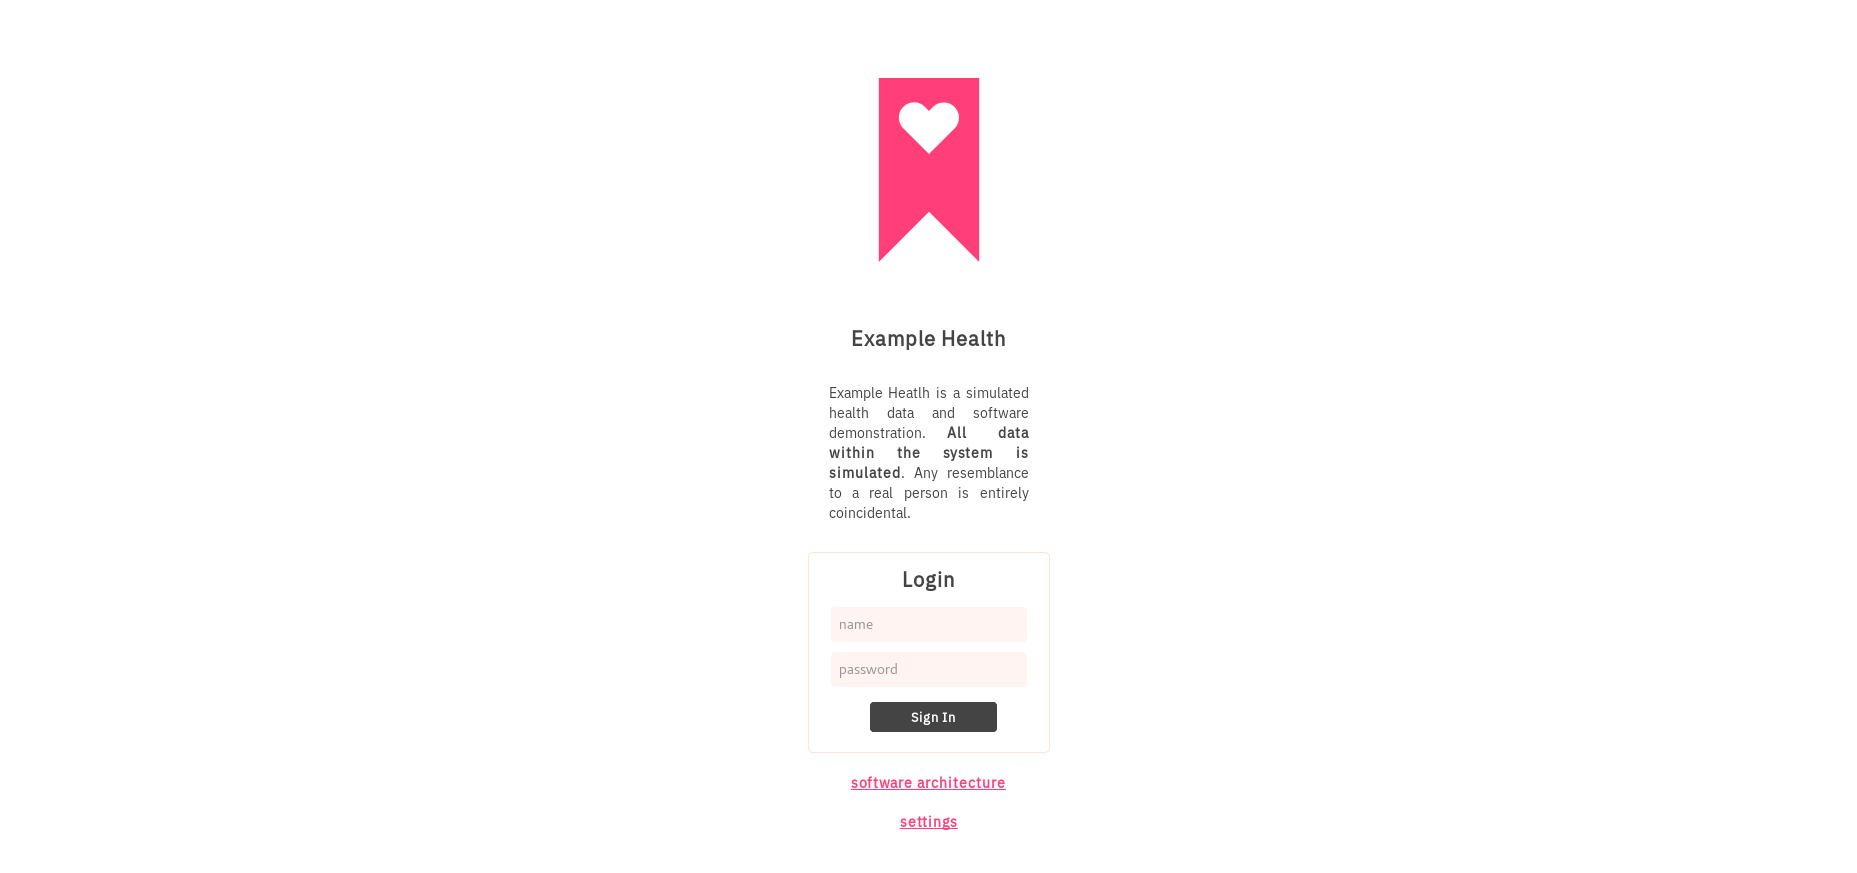 Example Health
Example Heatlh is a simulated
health data and software
demonstration. All data
within the system is
simulated. Any resemblance
to a real person is entirely
coincidental.
Login
name
password
Sign In
software architecture
settings